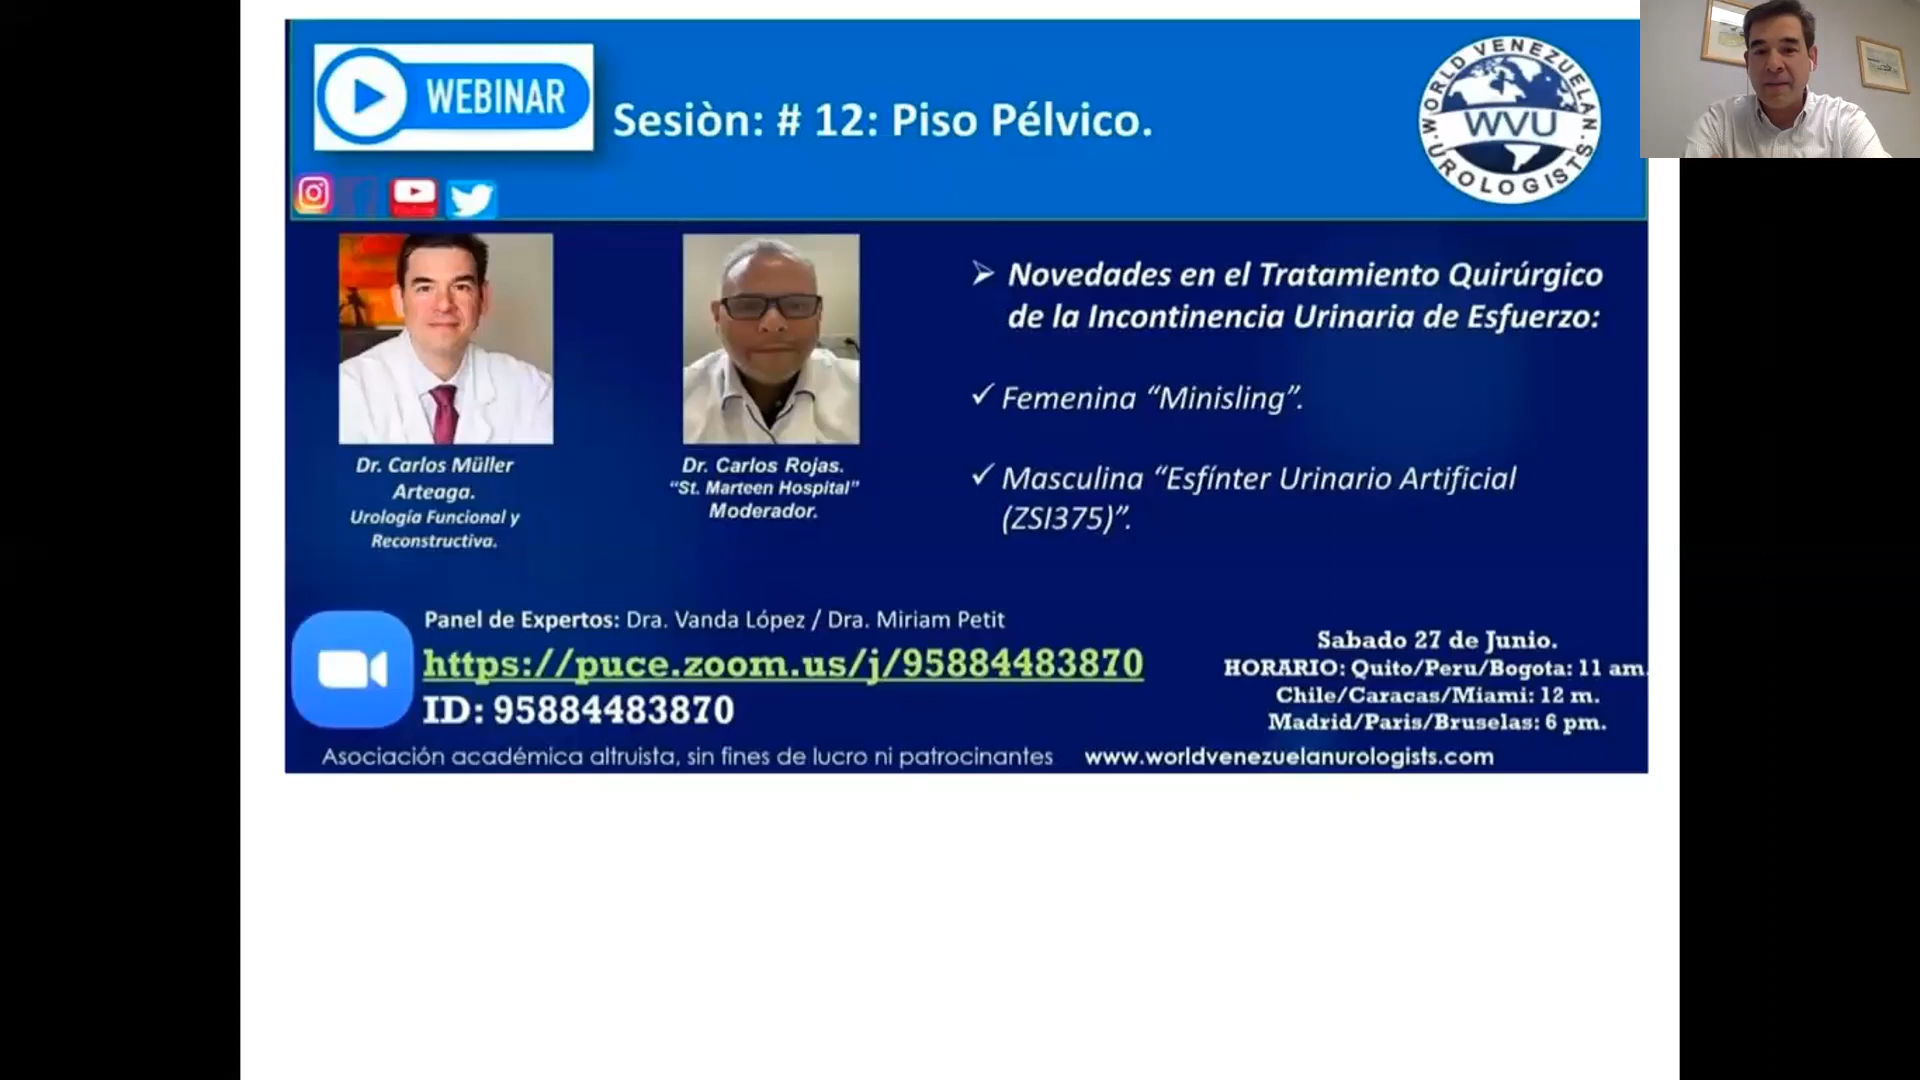 WEBINAR
Sesiòn: # 12: Piso Pélvico.
WORLD VENEZUELAN
WVU
UROLOGISTS
Dr. Carlos Müller
Arteaga.
Urología Funcional y
Reconstructiva.
Dr. Carlos Rojas.
“St. Marteen Hospital”
Moderador.
Novedades en el Tratamiento Quirúrgico
de la Incontinencia Urinaria de Esfuerzo:
Femenina “Minisling”.
Masculina “Esfínter Urinario Artificial
(ZSI375)”.
Panel de Expertos: Dra. Vanda López / Dra. Miriam Petit
https://puce.zoom.us/j/95884483870
ID: 95884483870
Sabado 27 de Junio.
HORARIO: Quito/Peru/Bogota: 11 am.
Chile/Caracas/Miami: 12 m.
Madrid/Paris/Bruselas: 6 pm.
Asociación académica altruista, sin fines de lucro ni patrocinantes
www.worldvenezuelanurologists.com